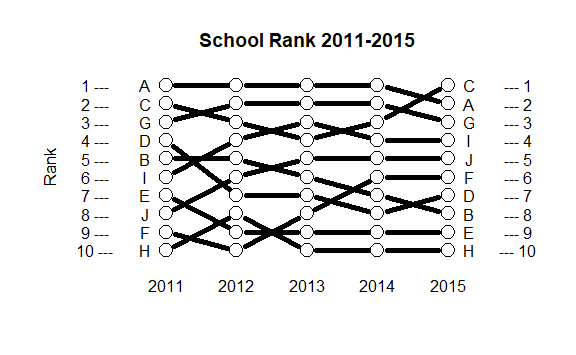 School Rank 2011-2015
Rank
1 --- A C --- 1
2 --- C A --- 2
3 --- G G --- 3
4 --- D I --- 4
5 --- B J --- 5
6 --- I F --- 6
7 --- E D --- 7
8 --- J B --- 8
9 --- F E --- 9
10 --- H H --- 10
2011 2012 2013 2014 2015